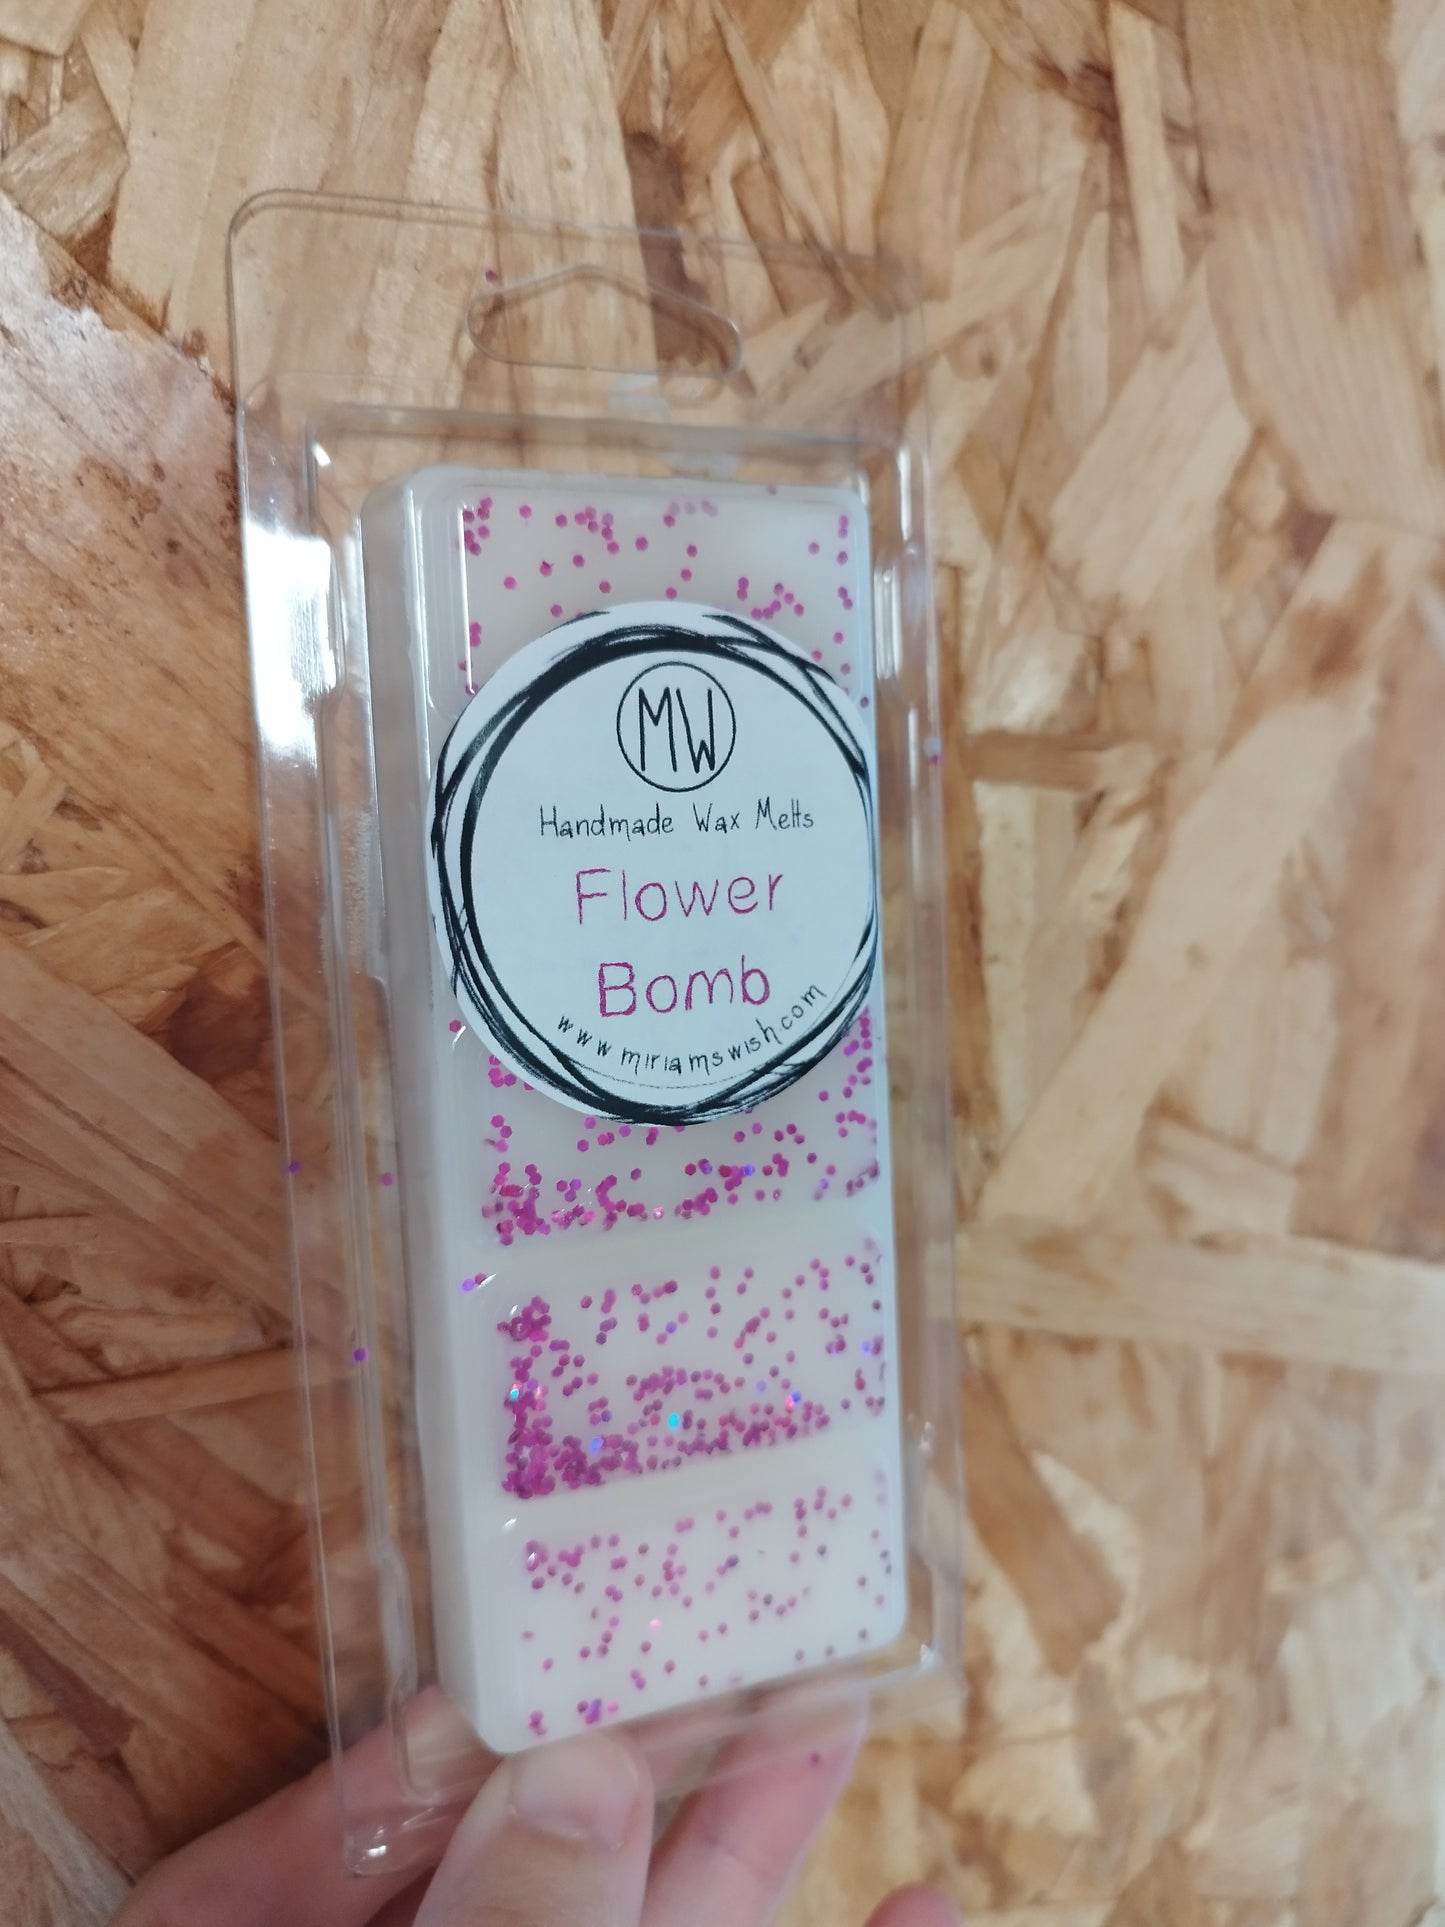 MW
Handmade Wax Melts
Flower
Bomb
www.miriamswish.com